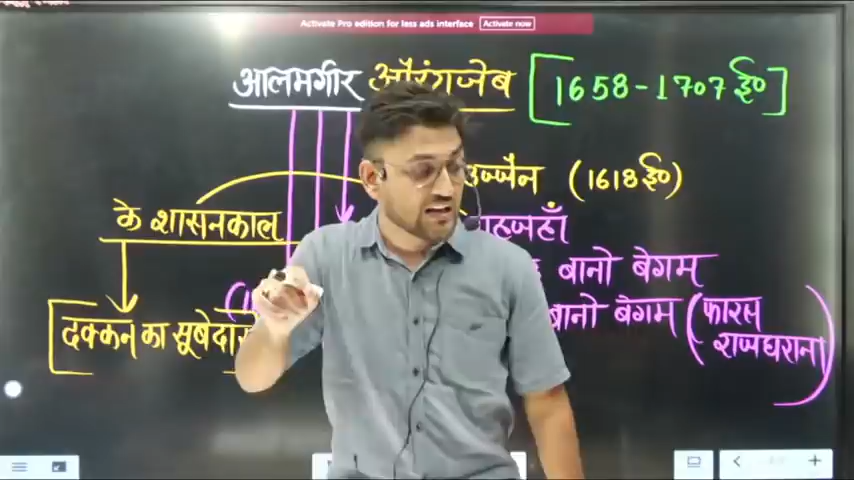 Activate Pro edition for less ads interface Activate now
आलमगीर औरंगजेब [1658-1707 ई०]
उज्जैन (1618 ई०)
के शासनकाल
बानो बेगम
दक्कन का
बानो बेगम (फारस
राजघराना)